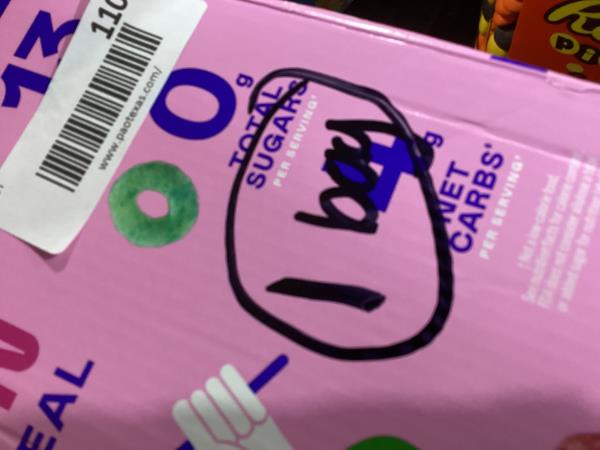 13
110
www.paotexas.com/
0g
TOTAL
SUGARS
PER SERVING*
4g
NET
CARBS*
PER SERVING*
1 box
EAL